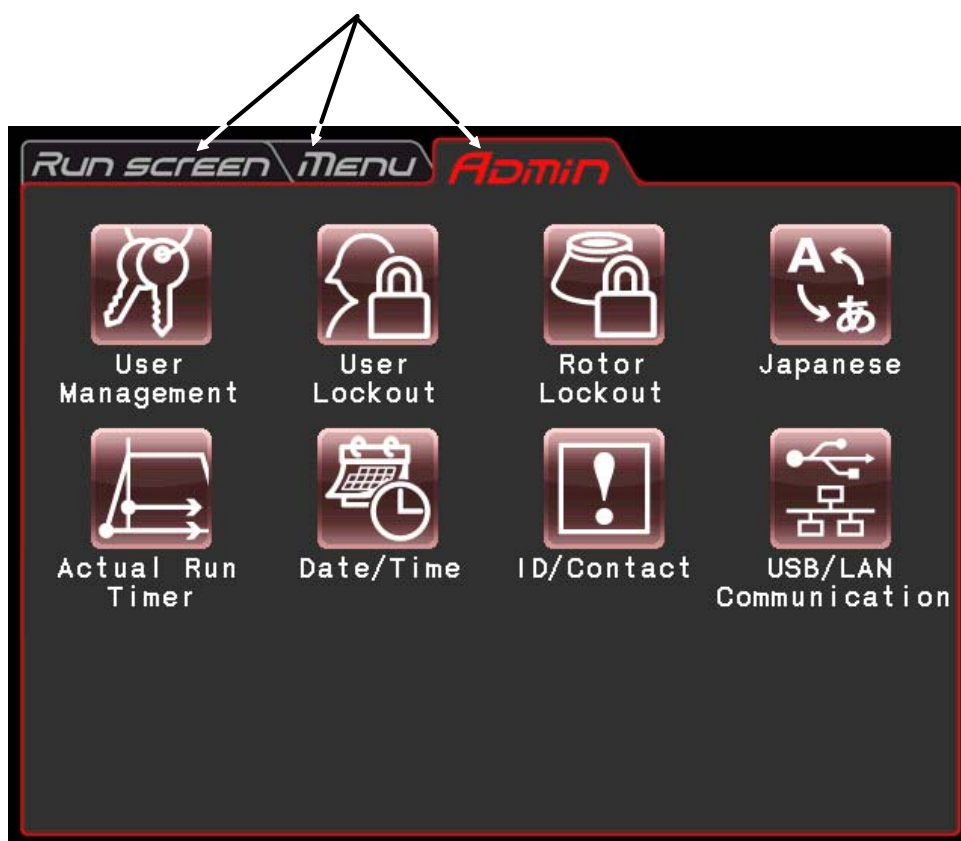 Run screen Menu Admin
A
あ
User Management
User Lockout
Rotor Lockout
Japanese
Actual Run Timer
Date/Time
ID/Contact
USB/LAN Communication